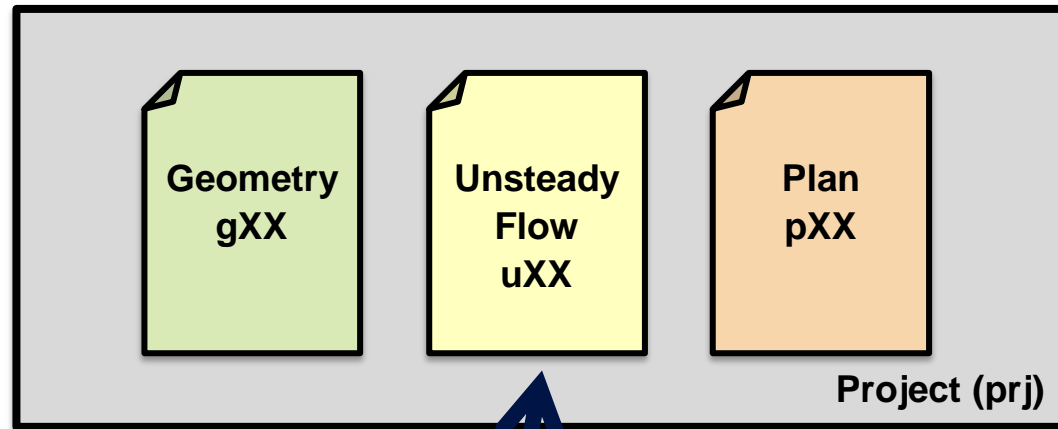 Geometry
gXX
Unsteady
Flow
uXX
Plan
pXX
Project (prj)